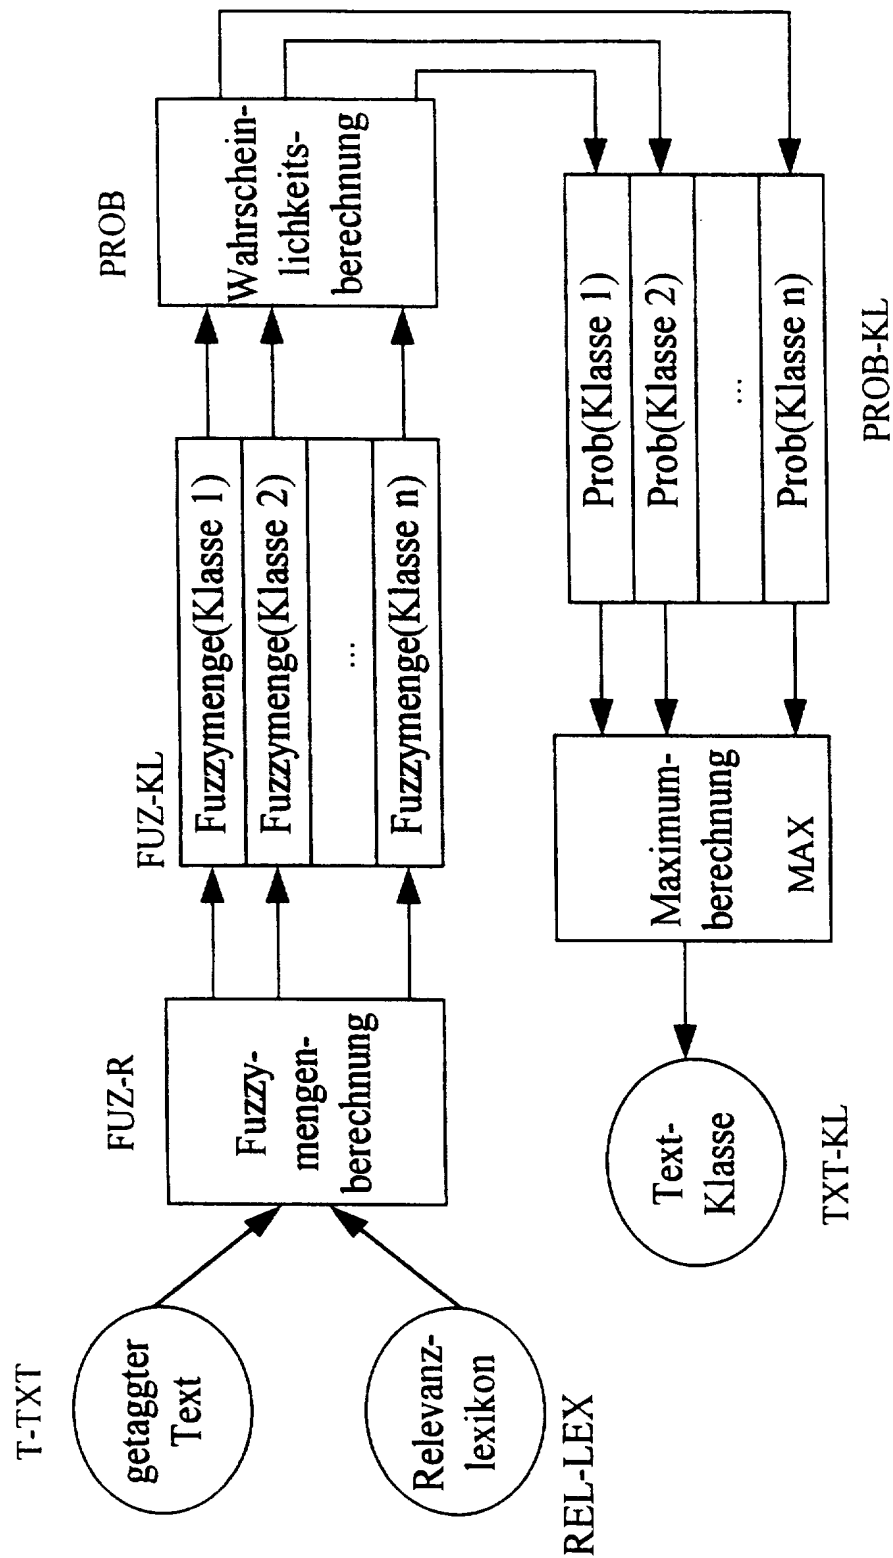 T-TXT
getaggter
Text
Relevanz-
lexikon
REL-LEX
FUZ-R
Fuzzy-
mengen-
berechnung
FUZ-KL
Fuzzymenge(Klasse 1)
Fuzzymenge(Klasse 2)
...
Fuzzymenge(Klasse n)
PROB
Wahrschein-
lichkeits-
berechnung
Prob(Klasse 1)
Prob(Klasse 2)
...
Prob(Klasse n)
PROB-KL
Maximum-
berechnung
MAX
Text-
Klasse
TXT-KL